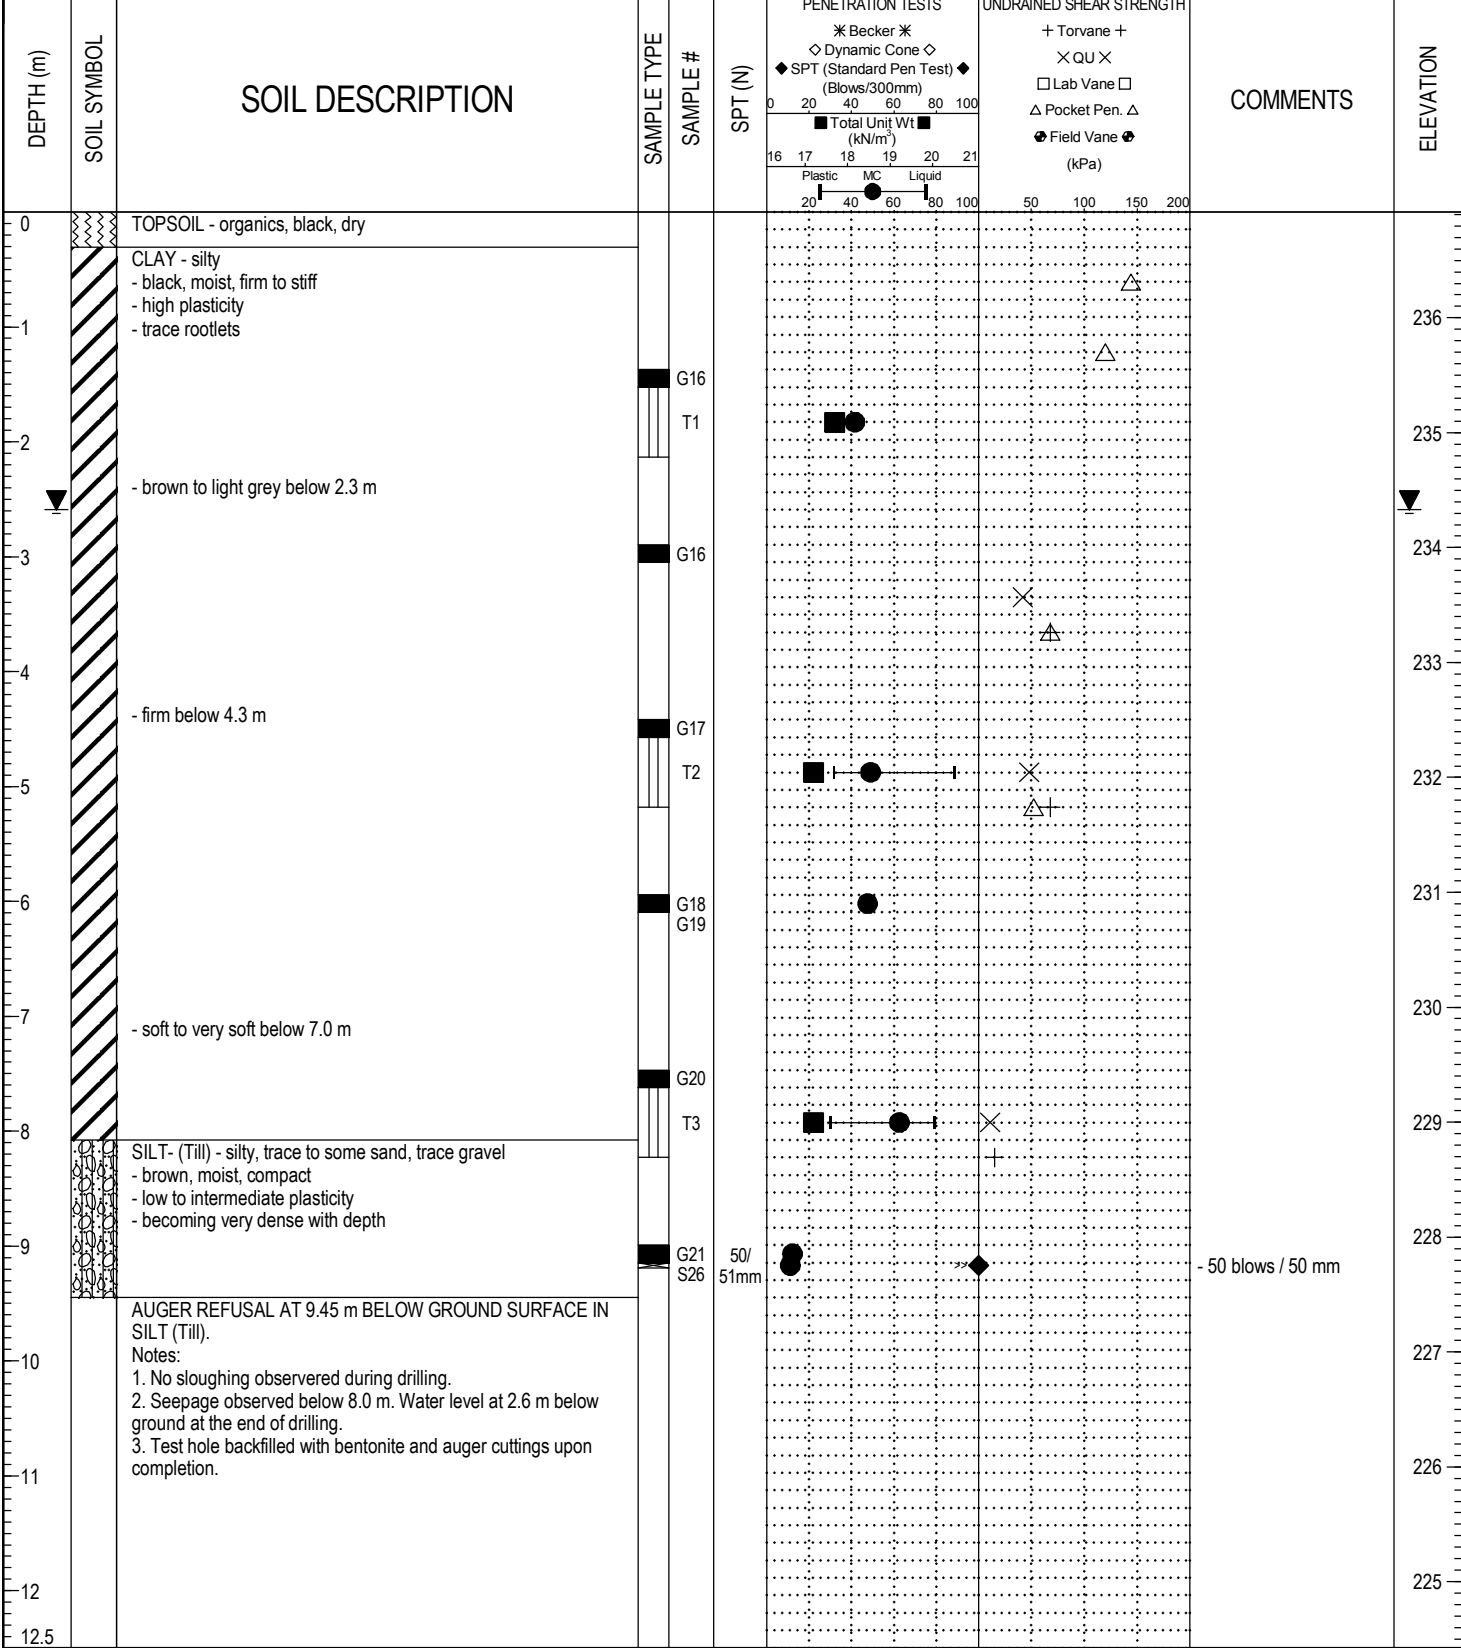 DEPTH (m)
SOIL SYMBOL
SOIL DESCRIPTION
SAMPLE TYPE
SAMPLE #
SPT (N)
PENETRATION TESTS
✳ Becker ✳
◇ Dynamic Cone ◇
◆ SPT (Standard Pen Test) ◆
(Blows/300mm)
0 20 40 60 80 100
■ Total Unit Wt ■
(kN/m³)
16 17 18 19 20 21
Plastic MC Liquid
20 40 60 80 100
UNDRAINED SHEAR STRENGTH
+ Torvane +
× QU ×
□ Lab Vane □
△ Pocket Pen. △
Field Vane
(kPa)
50 100 150 200
COMMENTS
ELEVATION
0
TOPSOIL - organics, black, dry
CLAY - silty
- black, moist, firm to stiff
- high plasticity
- trace rootlets
1
236
G16
T1
2
235
- brown to light grey below 2.3 m
3
G16
234
4
233
- firm below 4.3 m
G17
T2
5
232
6
G18
G19
231
7
- soft to very soft below 7.0 m
230
G20
T3
229
8
SILT- (Till) - silty, trace to some sand, trace gravel
- brown, moist, compact
- low to intermediate plasticity
- becoming very dense with depth
228
9
G21
S26
50/
51mm
>>
- 50 blows / 50 mm
AUGER REFUSAL AT 9.45 m BELOW GROUND SURFACE IN
SILT (Till).
Notes:
1. No sloughing observered during drilling.
2. Seepage observed below 8.0 m. Water level at 2.6 m below
ground at the end of drilling.
3. Test hole backfilled with bentonite and auger cuttings upon
completion.
10
227
11
226
12
225
12.5